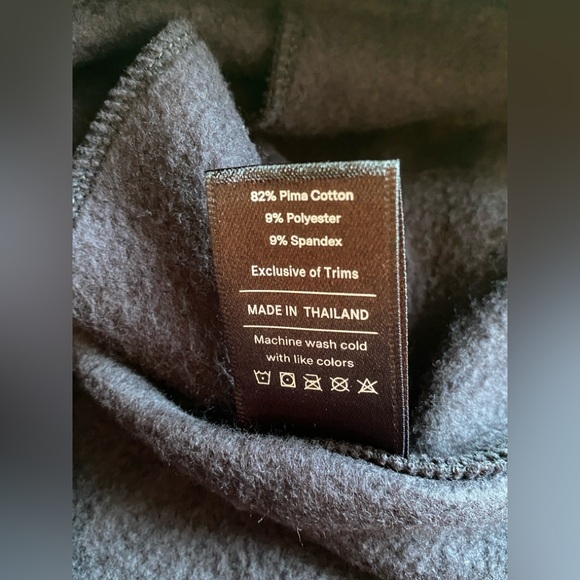 82% Pima Cotton
9% Polyester
9% Spandex
Exclusive of Trims
MADE IN THAILAND
Machine wash cold
with like colors